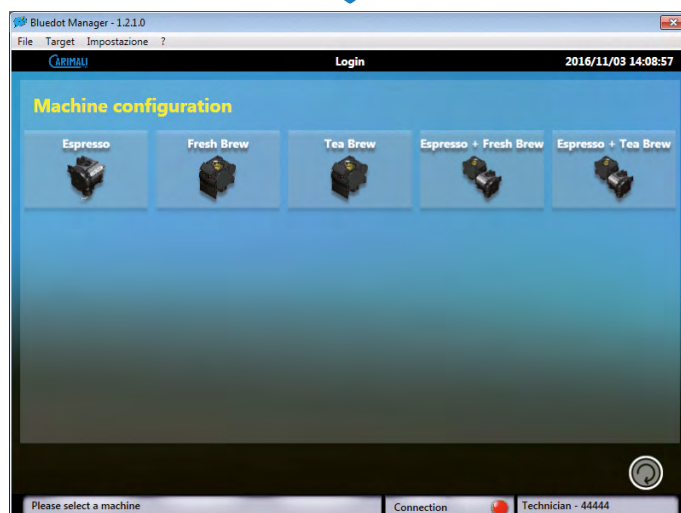 Bluedot Manager - 1.2.1.0
File Target Impostazione ?
CARIMALI Login 2016/11/03 14:08:57
Machine configuration
Espresso Fresh Brew Tea Brew Espresso + Fresh Brew Espresso + Tea Brew
Please select a machine Connection Technician - 44444